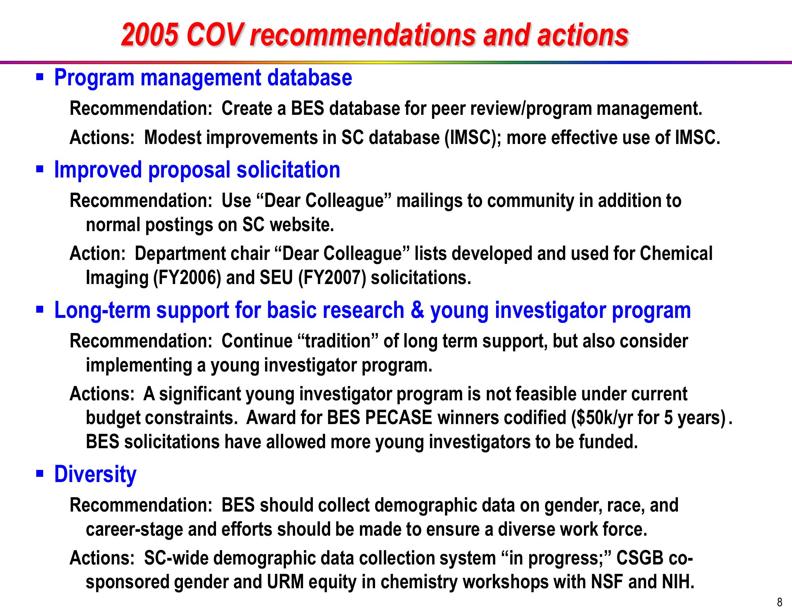 2005 COV recommendations and actions
▪ Program management database
Recommendation: Create a BES database for peer review/program management.
Actions: Modest improvements in SC database (IMSC); more effective use of IMSC.
▪ Improved proposal solicitation
Recommendation: Use “Dear Colleague” mailings to community in addition to
normal postings on SC website.
Action: Department chair “Dear Colleague” lists developed and used for Chemical
Imaging (FY2006) and SEU (FY2007) solicitations.
▪ Long-term support for basic research & young investigator program
Recommendation: Continue “tradition” of long term support, but also consider
implementing a young investigator program.
Actions: A significant young investigator program is not feasible under current
budget constraints. Award for BES PECASE winners codified ($50k/yr for 5 years).
BES solicitations have allowed more young investigators to be funded.
▪ Diversity
Recommendation: BES should collect demographic data on gender, race, and
career-stage and efforts should be made to ensure a diverse work force.
Actions: SC-wide demographic data collection system “in progress;” CSGB co-
sponsored gender and URM equity in chemistry workshops with NSF and NIH.
8